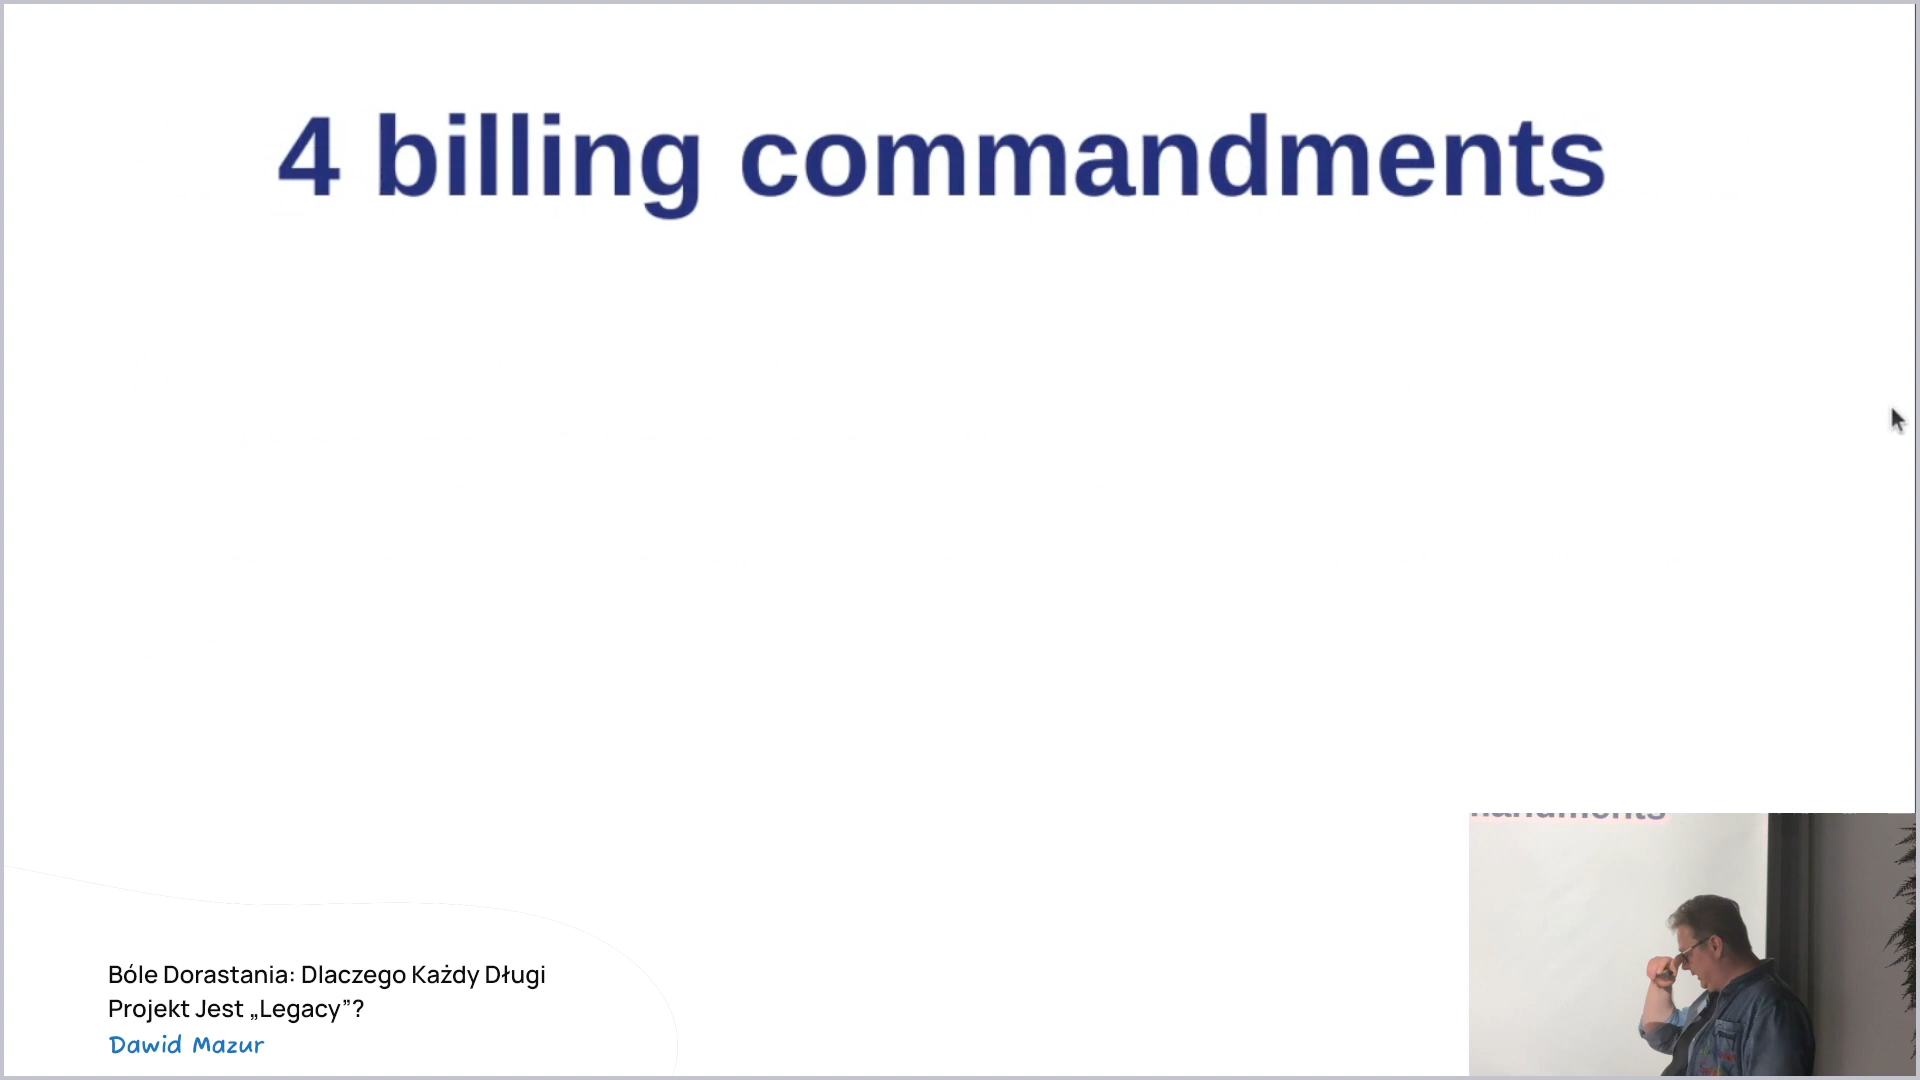 4 billing commandments
Bóle Dorastania: Dlaczego Każdy Długi
Projekt Jest „Legacy”?
Dawid Mazur